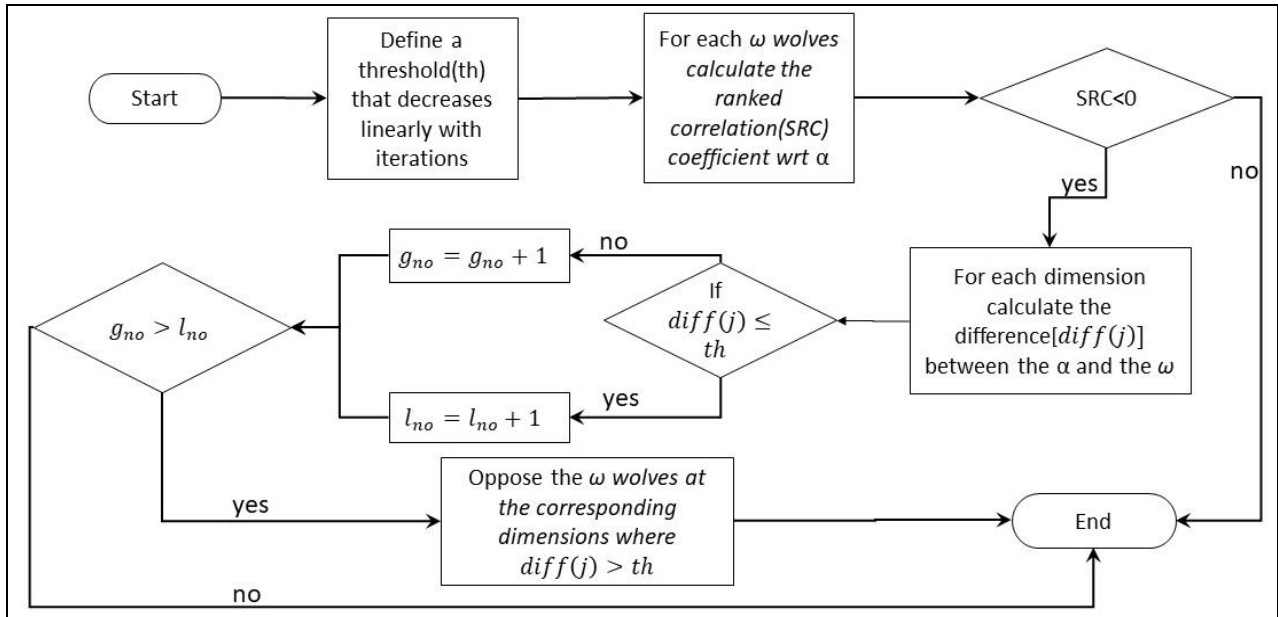 Start
Define a
threshold(th)
that decreases
linearly with
iterations
For each ω wolves
calculate the
ranked
correlation(SRC)
coefficient wrt α
SRC<0
no
yes
For each dimension
calculate the
difference[diff(j)]
between the α and the ω
If
diff(j) ≤
th
no
g_no = g_no + 1
yes
l_no = l_no + 1
g_no > l_no
yes
Oppose the ω wolves at
the corresponding
dimensions where
diff(j) > th
no
End